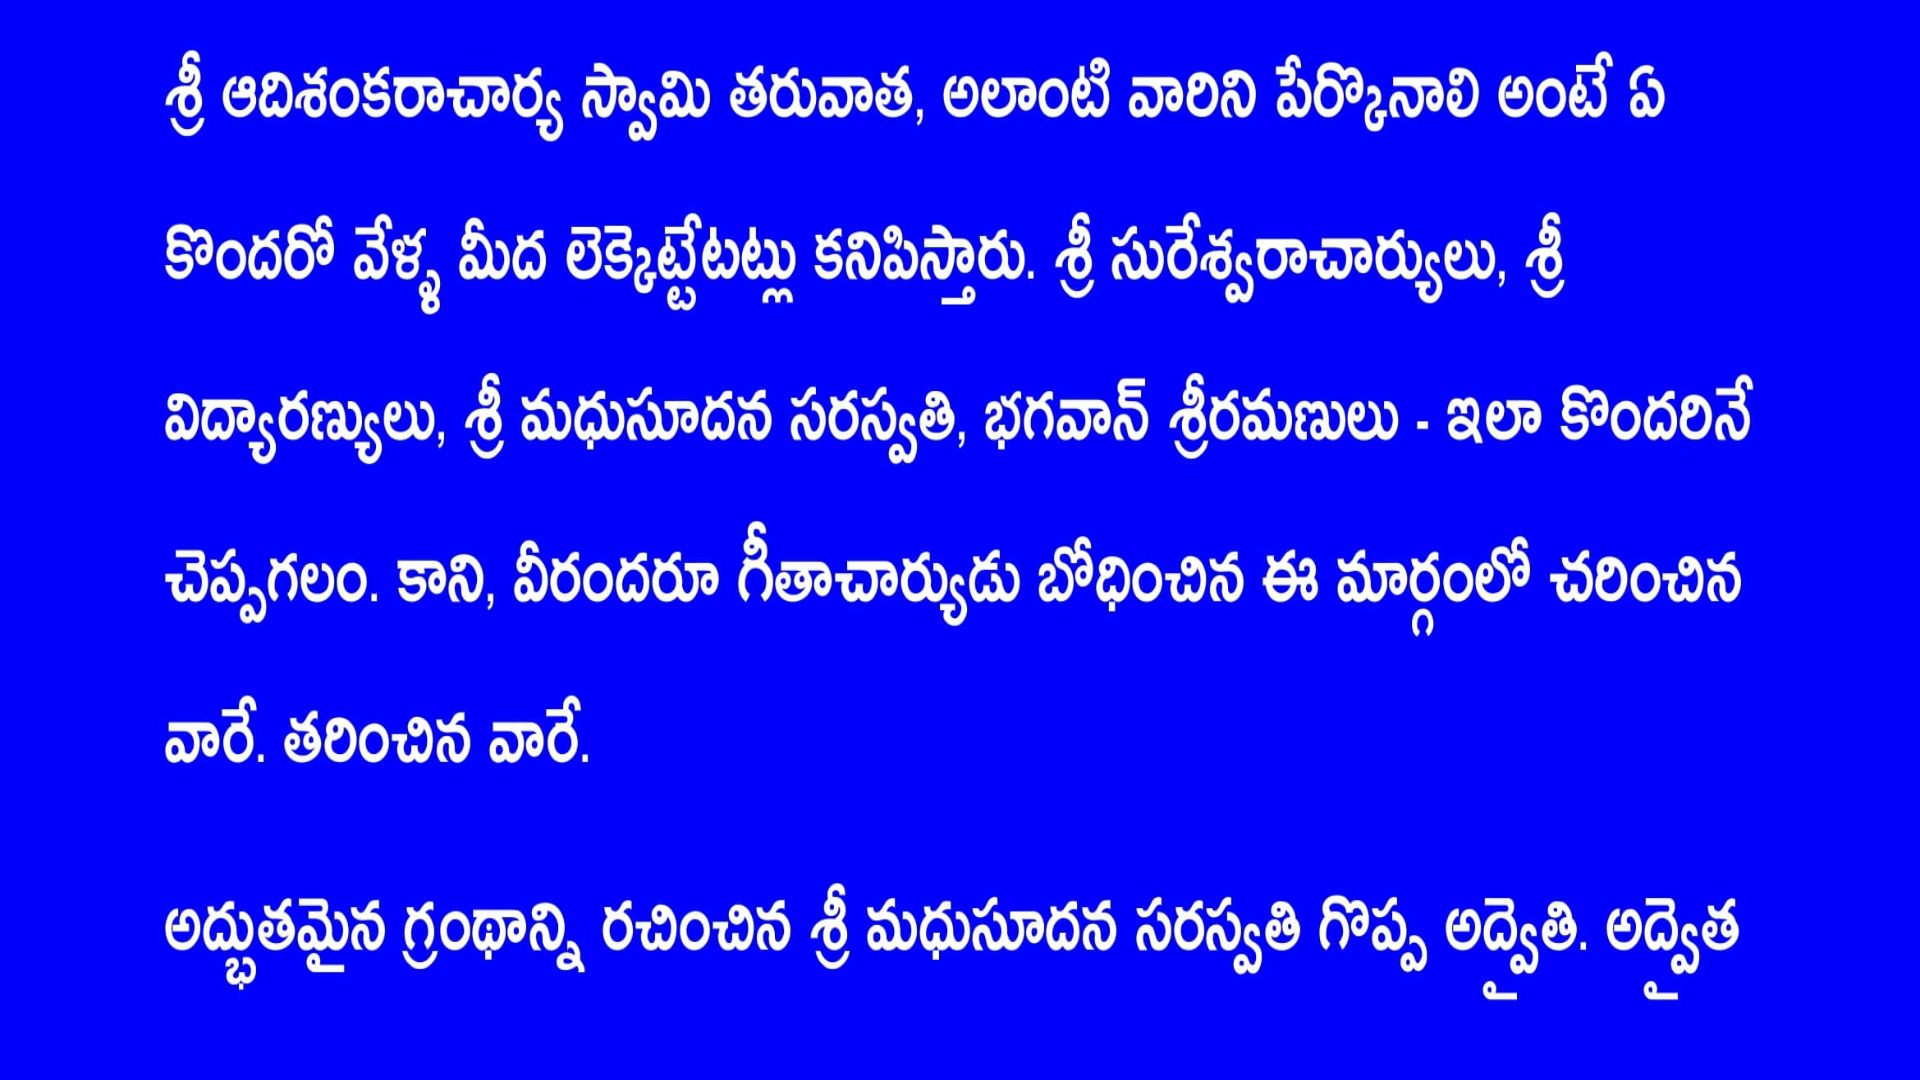 శ్రీ ఆదిశంకరాచార్య స్వామి తరువాత, అలాంటి వారిని పేర్కొనాలి అంటే ఏ
కొందరో వేళ్ళ మీద లెక్కెట్టేటట్లు కనిపిస్తారు. శ్రీ సురేశ్వరాచార్యులు, శ్రీ
విద్యారణ్యులు, శ్రీ మధుసూదన సరస్వతి, భగవాన్ శ్రీరమణులు - ఇలా కొందరినే
చెప్పగలం. కాని, వీరందరూ గీతాచార్యుడు బోధించిన ఈ మార్గంలో చరించిన
వారే. తరించిన వారే.
అద్భుతమైన గ్రంథాన్ని రచించిన శ్రీ మధుసూదన సరస్వతి గొప్ప అద్వైతి. అద్వైత